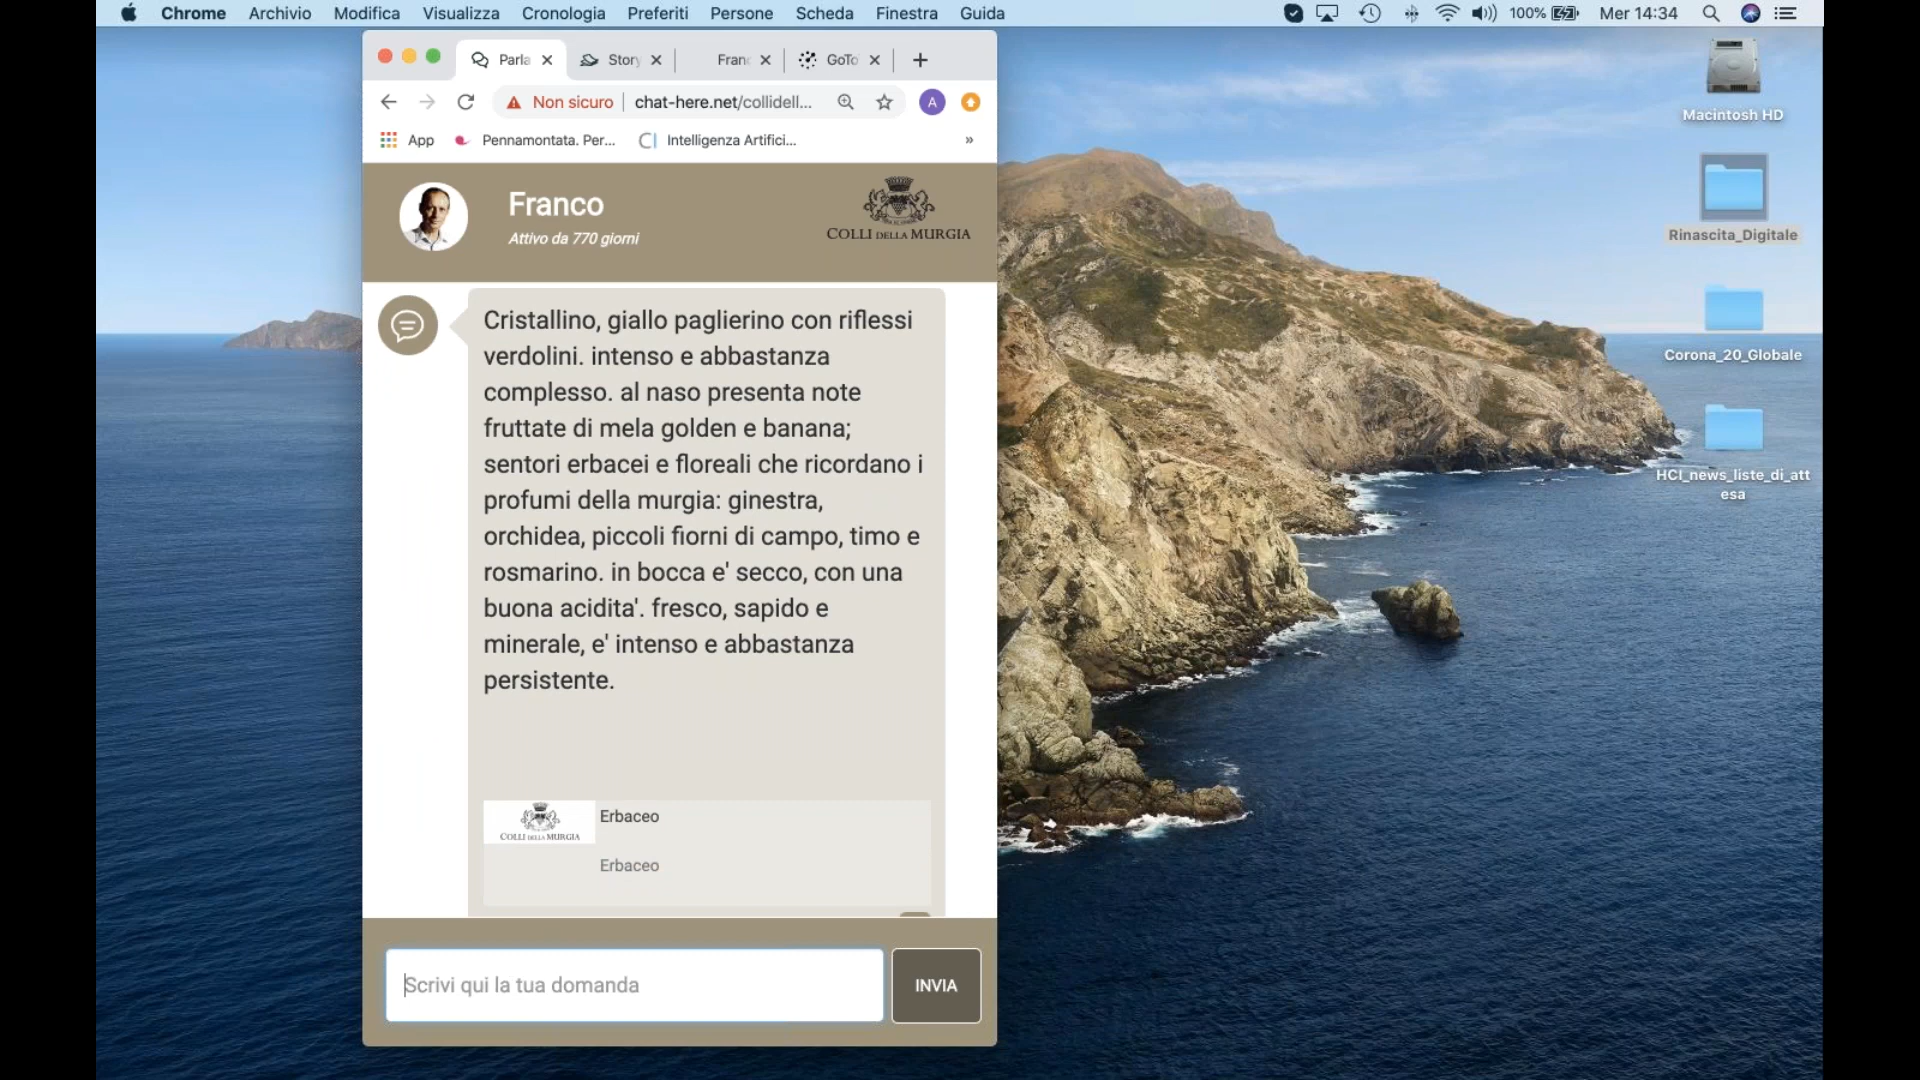 Chrome Archivio Modifica Visualizza Cronologia Preferiti Persone Scheda Finestra Guida 100% Mer 14:34
Parla Story Franc GoTo
Non sicuro chat-here.net/collidell...
A
App Pennamontata. Per... Intelligenza Artifici... »
Franco
Attivo da 770 giorni
COLLI DELLA MURGIA
Cristallino, giallo paglierino con riflessi
verdolini. intenso e abbastanza
complesso. al naso presenta note
fruttate di mela golden e banana;
sentori erbacei e floreali che ricordano i
profumi della murgia: ginestra,
orchidea, piccoli fiorni di campo, timo e
rosmarino. in bocca e' secco, con una
buona acidita'. fresco, sapido e
minerale, e' intenso e abbastanza
persistente.
COLLI DELLA MURGIA
Erbaceo
Erbaceo
Scrivi qui la tua domanda
INVIA
Macintosh HD
Rinascita_Digitale
Corona_20_Globale
HCI_news_liste_di_att
esa